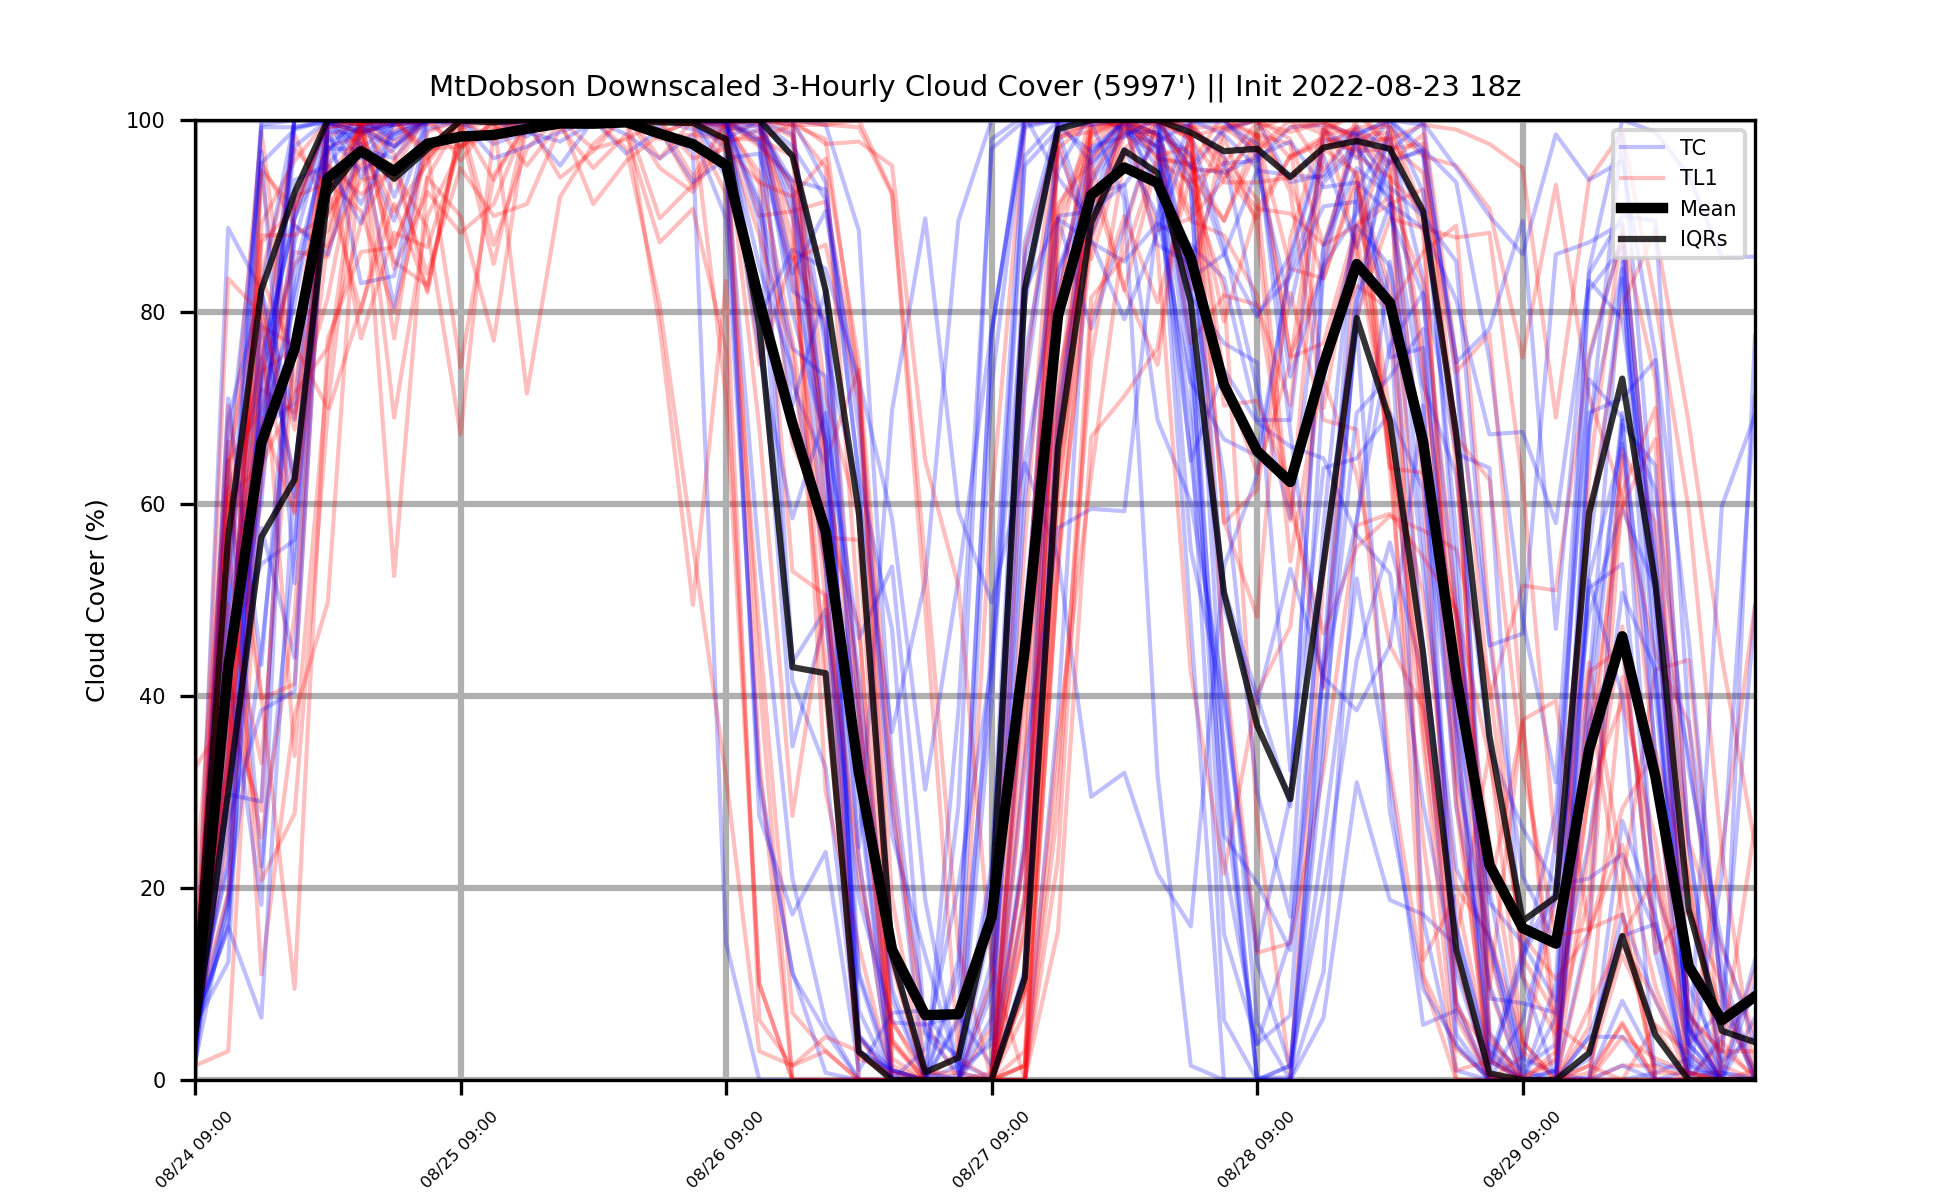 MtDobson Downscaled 3-Hourly Cloud Cover (5997') || Init 2022-08-23 18z
Cloud Cover (%)
100
80
60
40
20
0
TC
TL1
Mean
IQRs
08/24 09:00
08/25 09:00
08/26 09:00
08/27 09:00
08/28 09:00
08/29 09:00